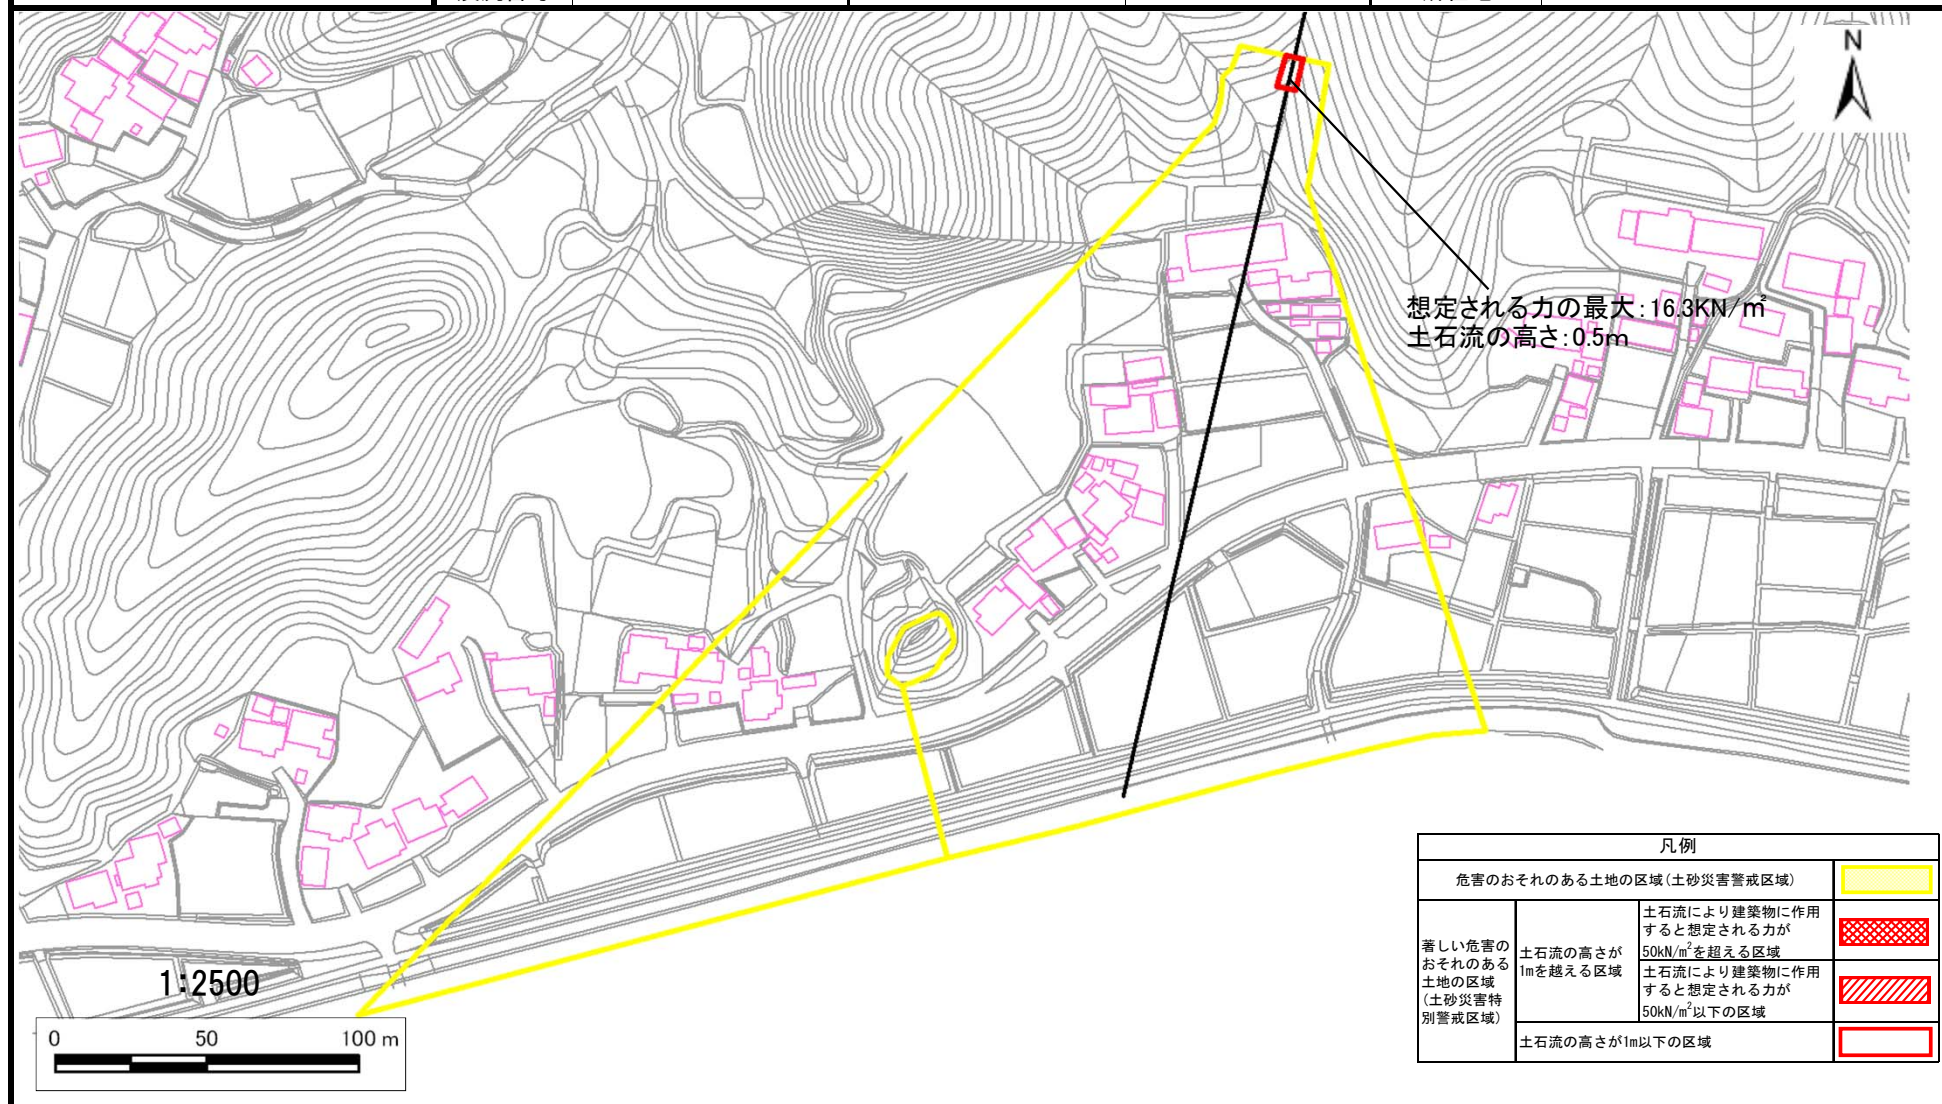 N
想定される力の最大：16.3KN/㎡
土石流の高さ：0.5m
1:2500
0 50 100 m
凡例
危害のおそれのある土地の区域（土砂災害警戒区域）
著しい危害の
おそれのある
土地の区域
（土砂災害特
別警戒区域）
土石流の高さが
1mを越える区域
土石流により建築物に作用
すると想定される力が
50kN/m²を超える区域
土石流により建築物に作用
すると想定される力が
50kN/m²以下の区域
土石流の高さが1m以下の区域